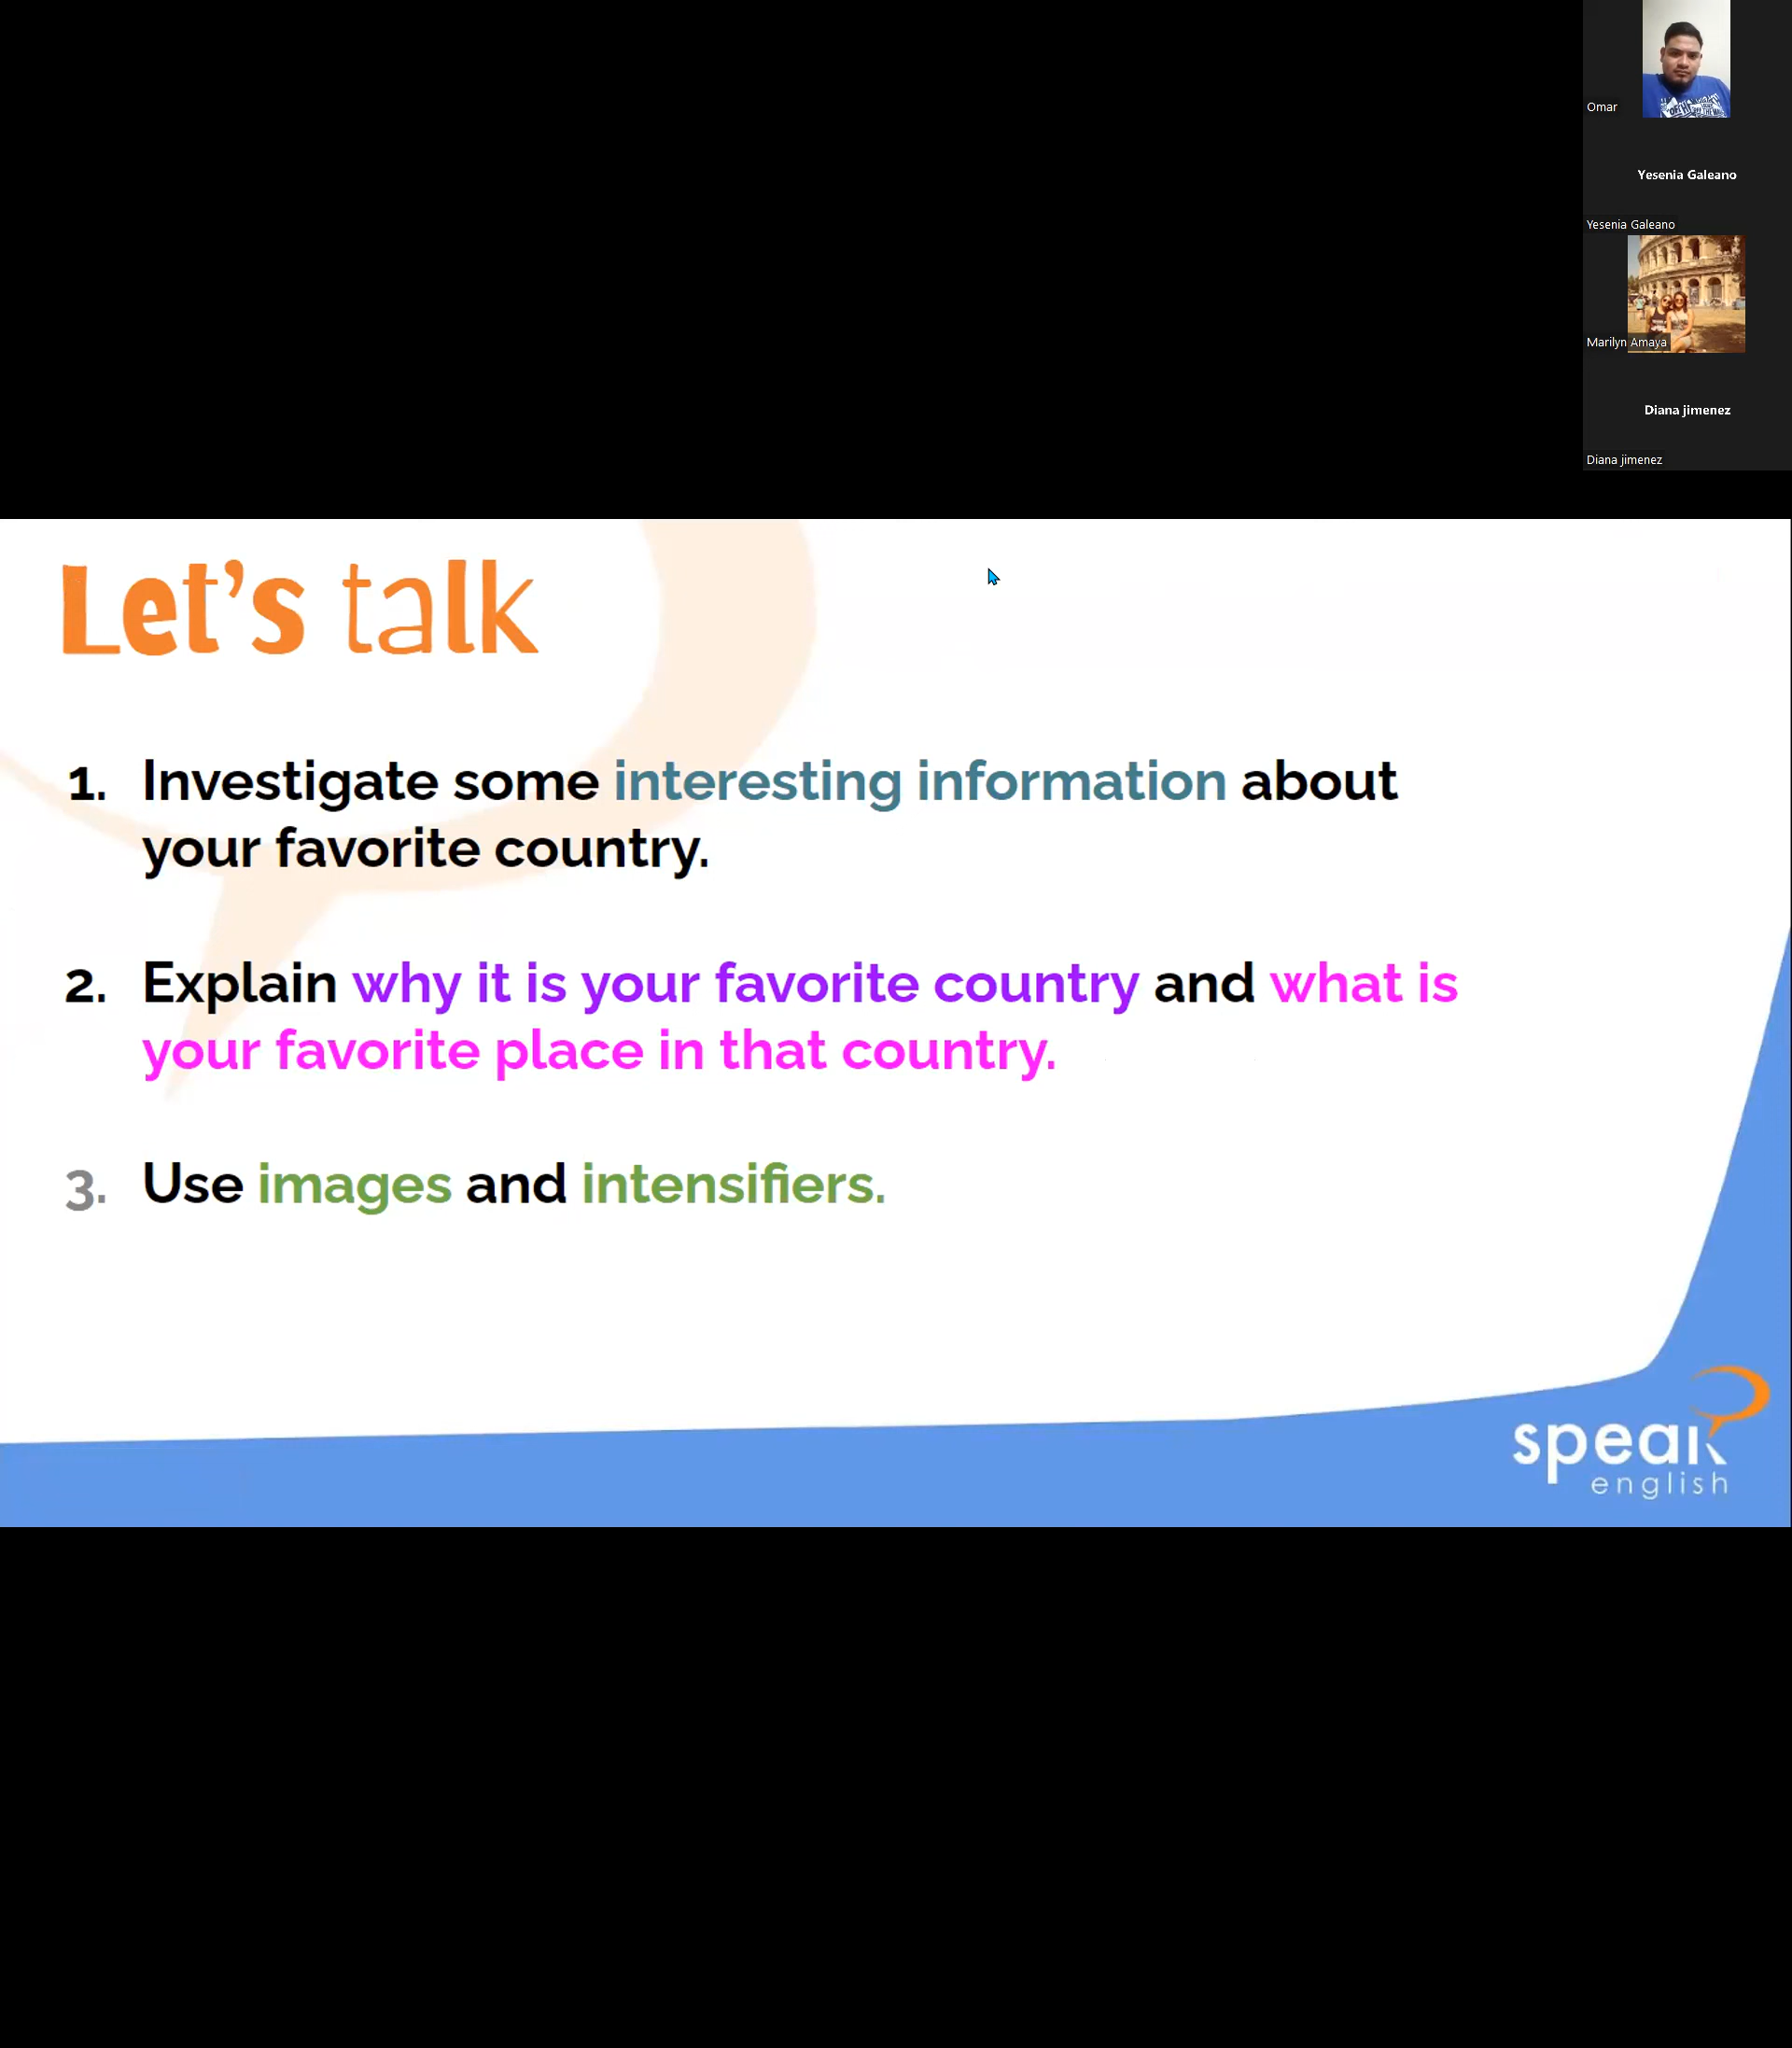 Omar
Yesenia Galeano
Yesenia Galeano
Marilyn Amaya
Diana jimenez
Diana jimenez
Let's talk
1. Investigate some interesting information about
your favorite country.
2. Explain why it is your favorite country and what is
your favorite place in that country.
3. Use images and intensifiers.
speak
english